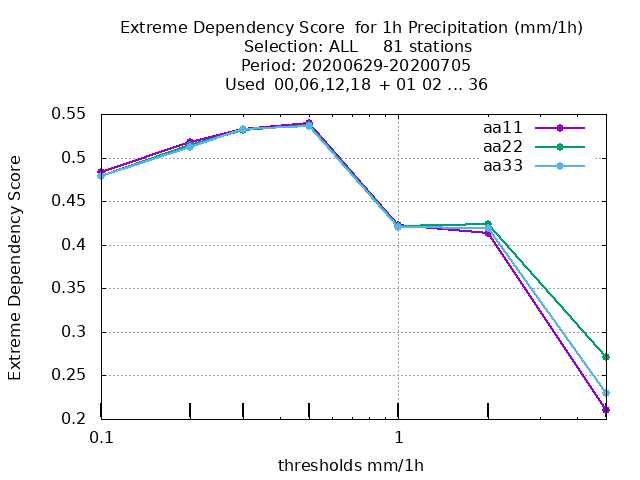 Extreme Dependency Score  for 1h Precipitation (mm/1h)
Selection: ALL     81 stations
Period: 20200629-20200705
Used  00,06,12,18  + 01 02 ... 36
aa11
aa22
aa33
Extreme Dependency Score
0.55
0.5
0.45
0.4
0.35
0.3
0.25
0.2
0.1
1
thresholds mm/1h